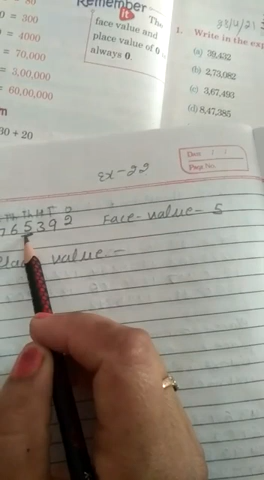 = 300
= 4000
= 70,000
= 3,00,000
= 60,00,000
30 + 20
Remember
it
The
face value and
place value of 0
always 0.
1. Write in the exp
(a) 39,432
(b) 2,73,082
(c) 3,67,493
(d) 8,47,385
Date
Page No.
Ex-22
765392 Face-value-5
value-